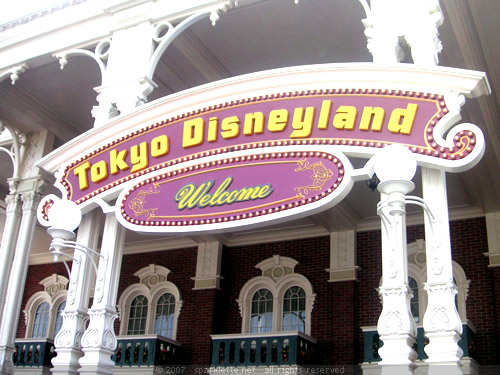 Tokyo Disneyland
Welcome
© 2007 sparklette.net all rights reserved